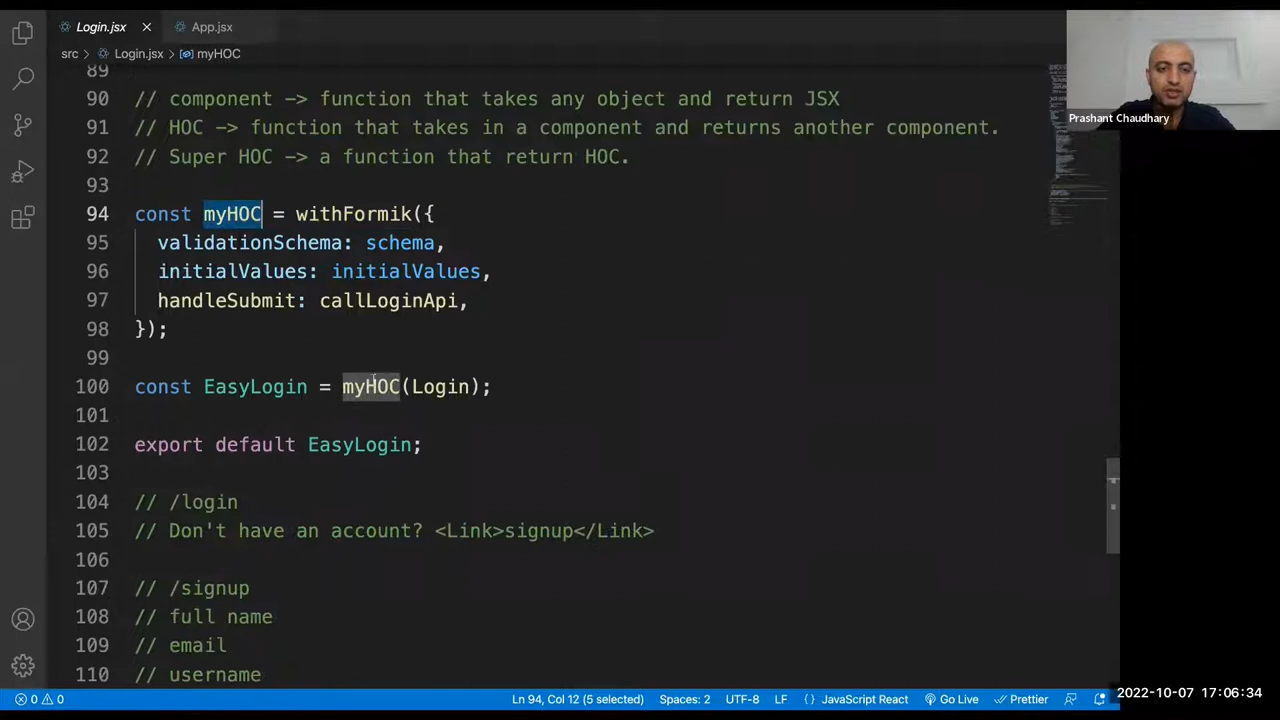 Login.jsx
App.jsx
src > Login.jsx > myHOC
89
90 // component -> function that takes any object and return JSX
91 // HOC -> function that takes in a component and returns another component.
92 // Super HOC -> a function that return HOC.
93
94 const myHOC = withFormik({
95 validationSchema: schema,
96 initialValues: initialValues,
97 handleSubmit: callLoginApi,
98 });
99
100 const EasyLogin = myHOC(Login);
101
102 export default EasyLogin;
103
104 // /login
105 // Don't have an account? <Link>signup</Link>
106
107 // /signup
108 // full name
109 // email
110 // username
Prashant Chaudhary
0 0 Ln 94, Col 12 (5 selected) Spaces: 2 UTF-8 LF {} JavaScript React Go Live Prettier
2022-10-07 17:06:34